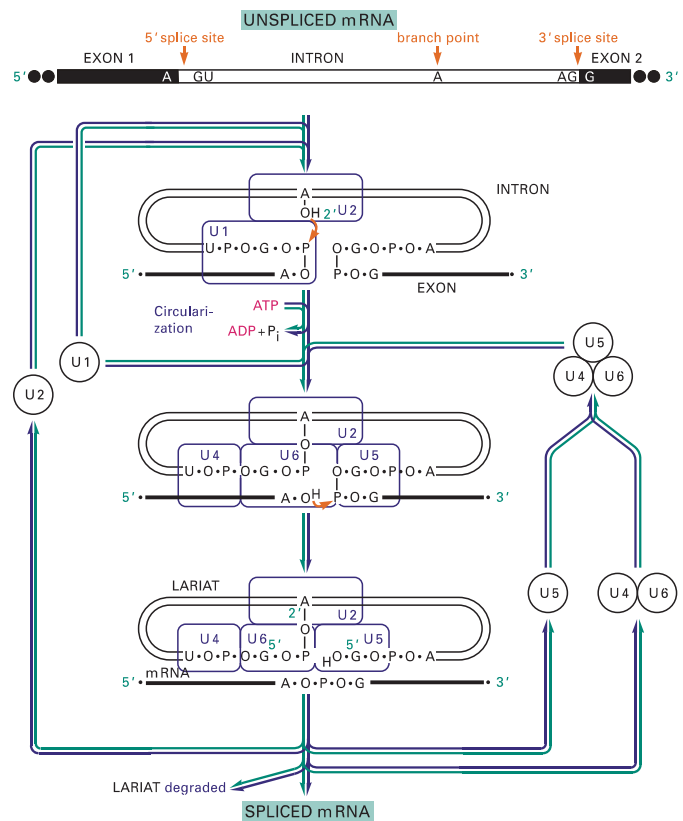 UNSPLICED mRNA
5′ splice site branch point 3′ splice site
EXON 1 INTRON EXON 2
5′ A GU A AG G 3′
INTRON
A
OH 2′ U2
U1
U•P•O•G•O•P O•G•O•P•O•A
5′ A•O P•O•G 3′
EXON
Circulari-
zation
ATP
ADP + Pi
U1
U2
U5
U4 U6
A
U2
O
U4 U6 U5
U•O•P•O•G•O•P O•G•O•P•O•A
5′ A•OH P•O•G 3′
LARIAT
A
2′ U2
O
U4 U6 5′ 5′ U5
U•O•P•O•G•O•P HO•G•O•P•O•A
mRNA
5′ A•O•P•O•G 3′
U5 U4 U6
LARIAT degraded
SPLICED mRNA